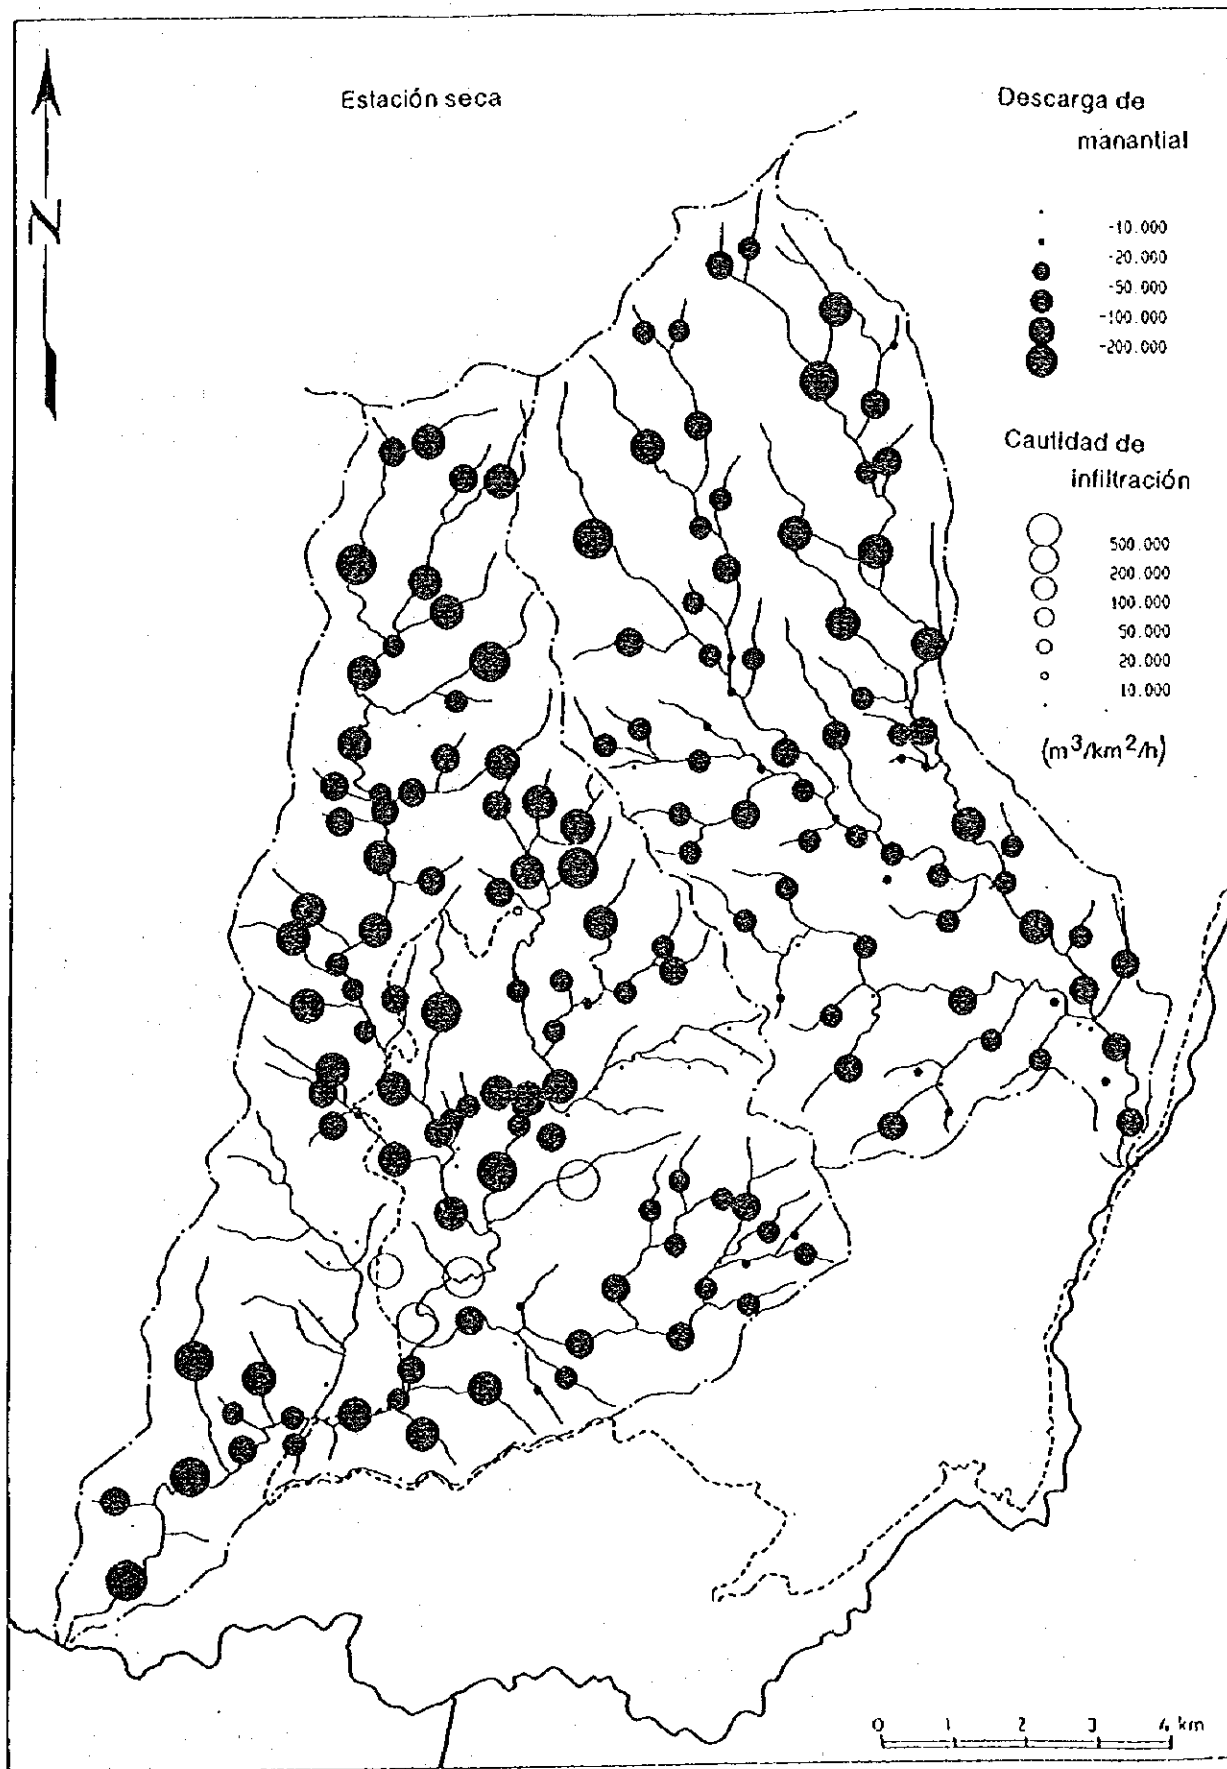 Estación seca
N
Descarga de
manantial
-10.000
-20.000
-50.000
-100.000
-200.000
Cautidad de
infiltración
500.000
200.000
100.000
50.000
20.000
10.000
(m³/km²/h)
0 1 2 3 4 km